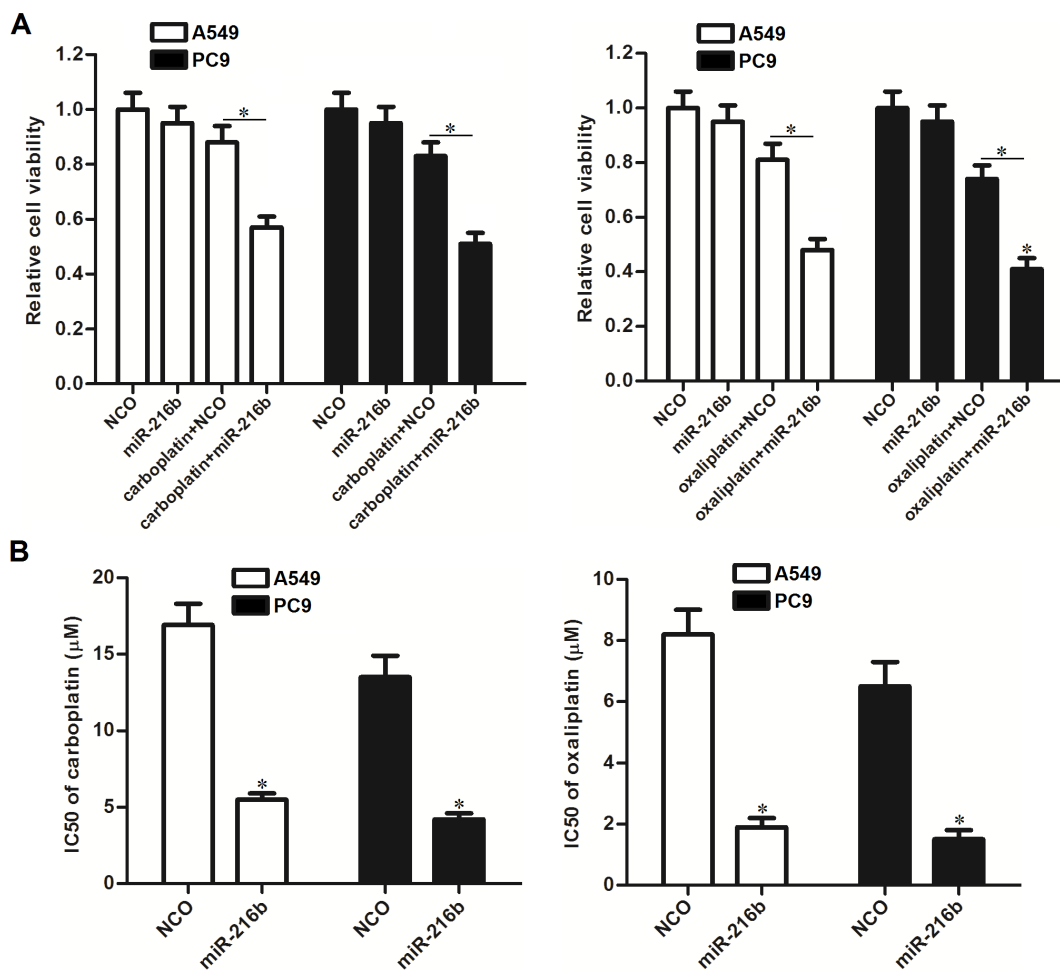 A
A549
PC9
Relative cell viability
1.2
1.0
0.8
0.6
0.4
0.2
0.0
*
*
NCO
miR-216b
carboplatin+NCO
carboplatin+miR-216b
NCO
miR-216b
carboplatin+NCO
carboplatin+miR-216b
A549
PC9
Relative cell viability
1.2
1.0
0.8
0.6
0.4
0.2
0.0
*
*
*
NCO
miR-216b
oxaliplatin+NCO
oxaliplatin+miR-216b
NCO
miR-216b
oxaliplatin+NCO
oxaliplatin+miR-216b
B
A549
PC9
IC50 of carboplatin (μM)
20
15
10
5
0
*
*
NCO
miR-216b
NCO
miR-216b
A549
PC9
IC50 of oxaliplatin (μM)
10
8
6
4
2
0
*
*
NCO
miR-216b
NCO
miR-216b